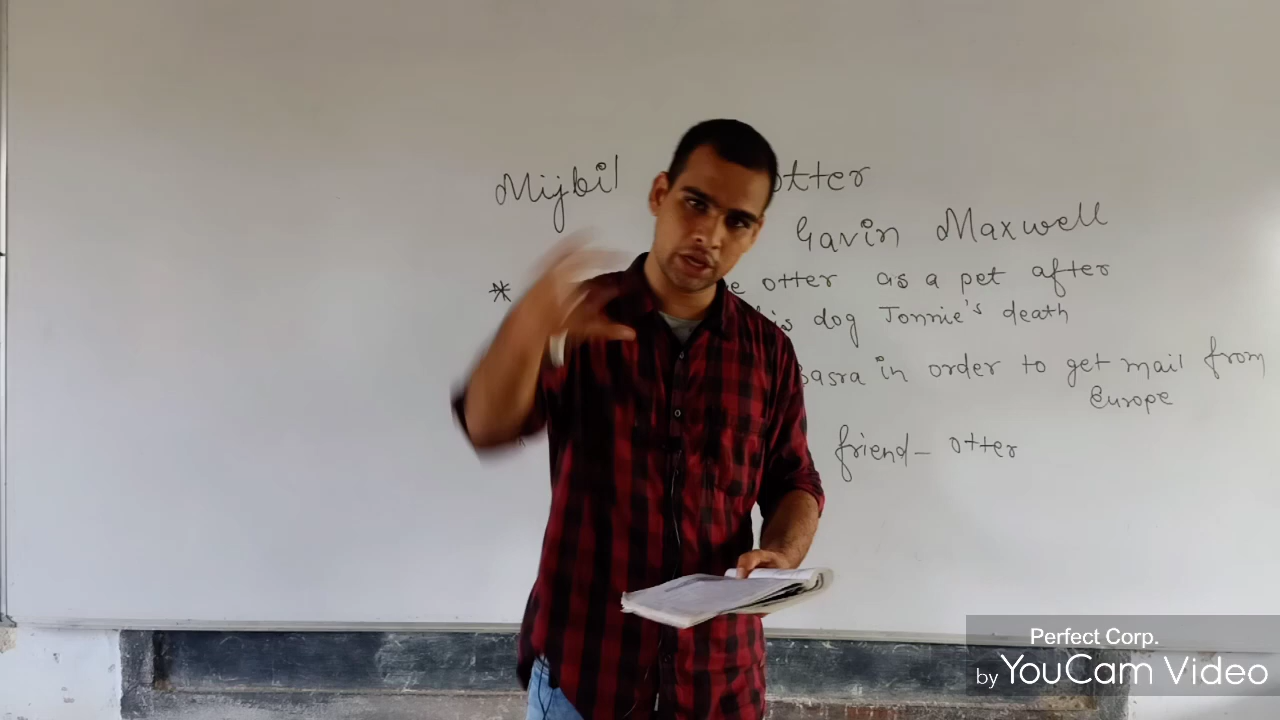 Mijbil otter
Gavin Maxwell
* otter as a pet after
his dog Jonnie's death
Basra in order to get mail from
Europe
friend - otter
Perfect Corp.
by YouCam Video